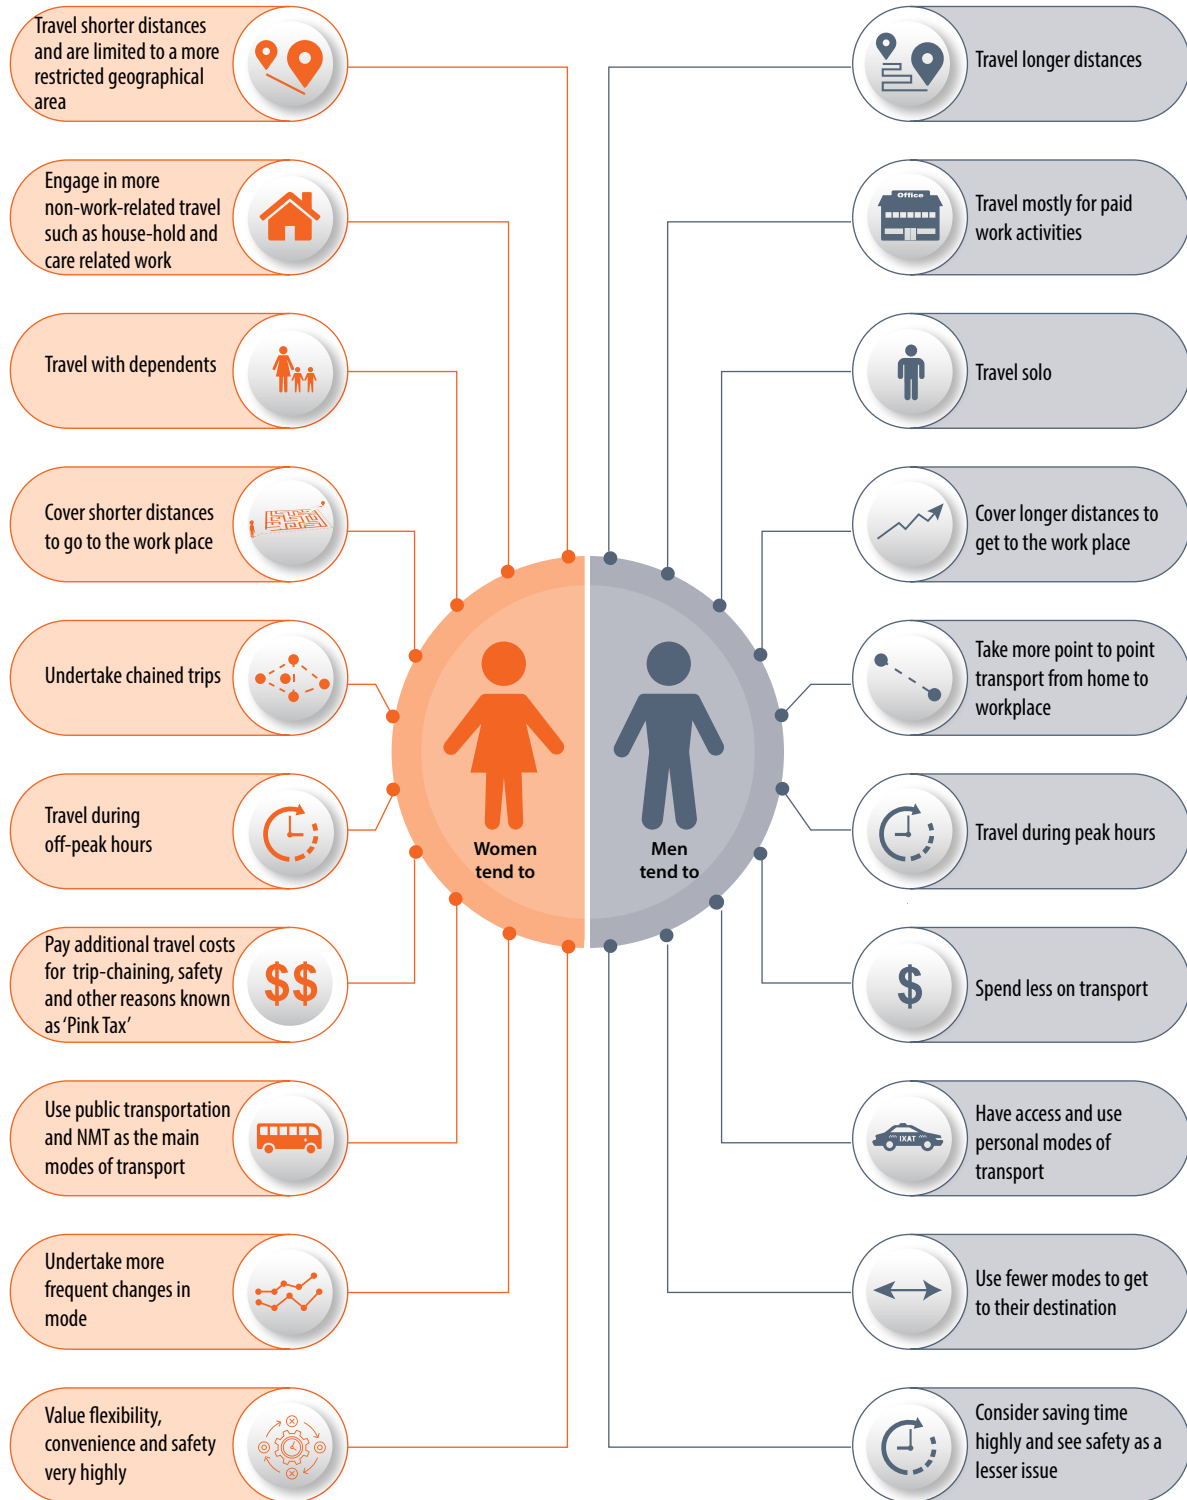 Travel shorter distances
and are limited to a more
restricted geographical
area
Travel longer distances
Engage in more
non-work-related travel
such as house-hold and
care related work
Office
Travel mostly for paid
work activities
Travel with dependents
Travel solo
Cover shorter distances
to go to the work place
Cover longer distances to
get to the work place
Undertake chained trips
Take more point to point
transport from home to
workplace
Women
tend to
Men
tend to
Travel during
off-peak hours
Travel during peak hours
Pay additional travel costs
for trip-chaining, safety
and other reasons known
as ‘Pink Tax’
$$
$
Spend less on transport
Use public transportation
and NMT as the main
modes of transport
IXAT
Have access and use
personal modes of
transport
Undertake more
frequent changes in
mode
Use fewer modes to get
to their destination
Value flexibility,
convenience and safety
very highly
Consider saving time
highly and see safety as a
lesser issue